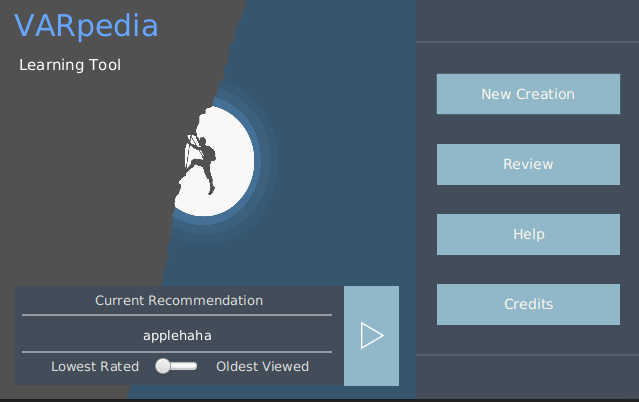 VARpedia
Learning Tool
New Creation
Review
Help
Credits
Current Recommendation
applehaha
Lowest Rated Oldest Viewed